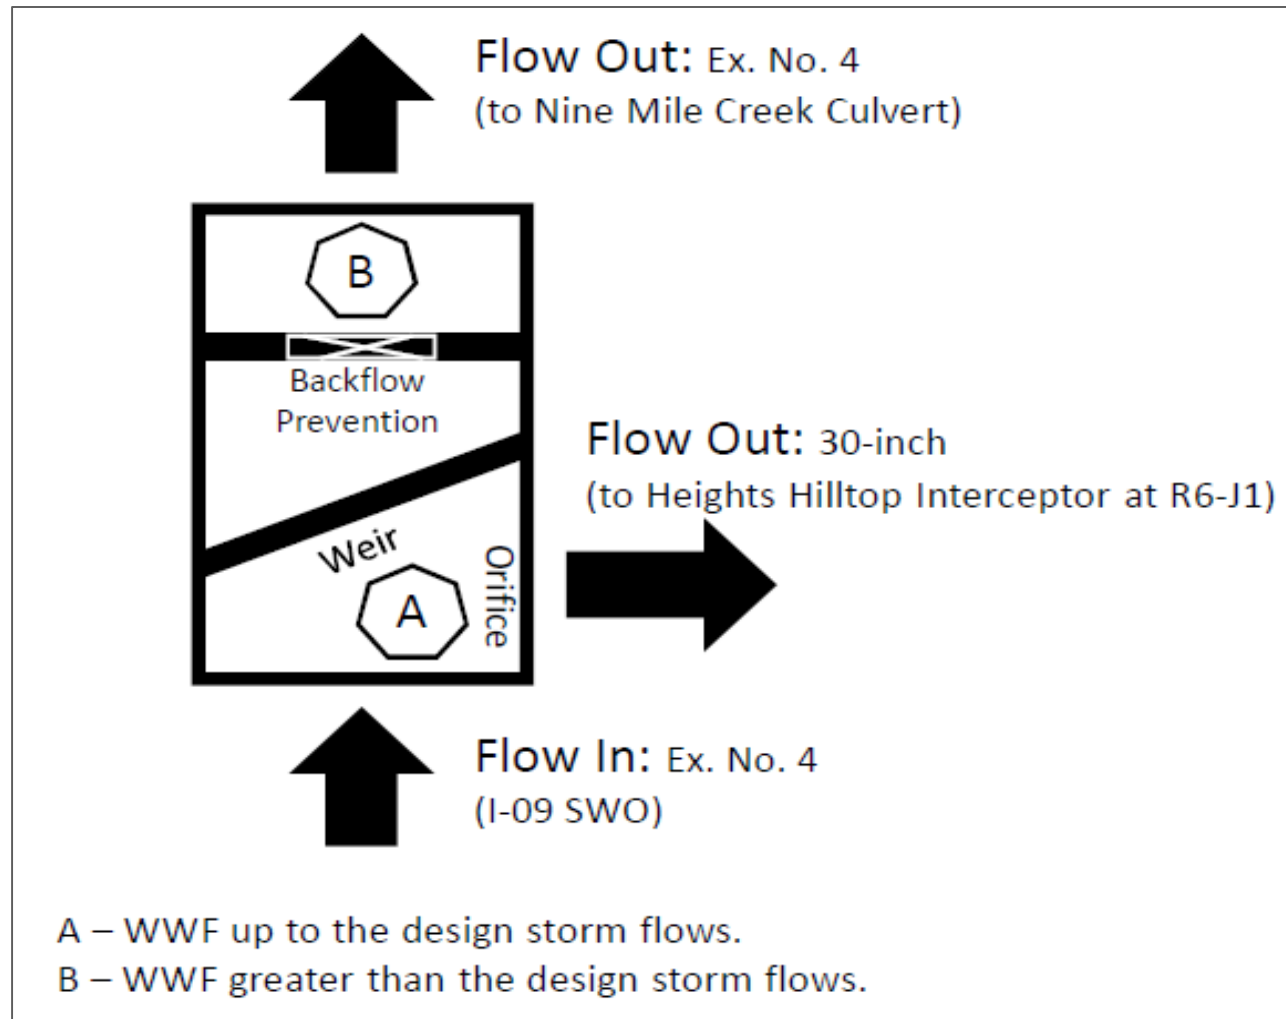 Flow Out: Ex. No. 4
(to Nine Mile Creek Culvert)
B
Backflow
Prevention
Flow Out: 30-inch
(to Heights Hilltop Interceptor at R6-J1)
Weir
Orifice
A
Flow In: Ex. No. 4
(I-09 SWO)
A – WWF up to the design storm flows.
B – WWF greater than the design storm flows.